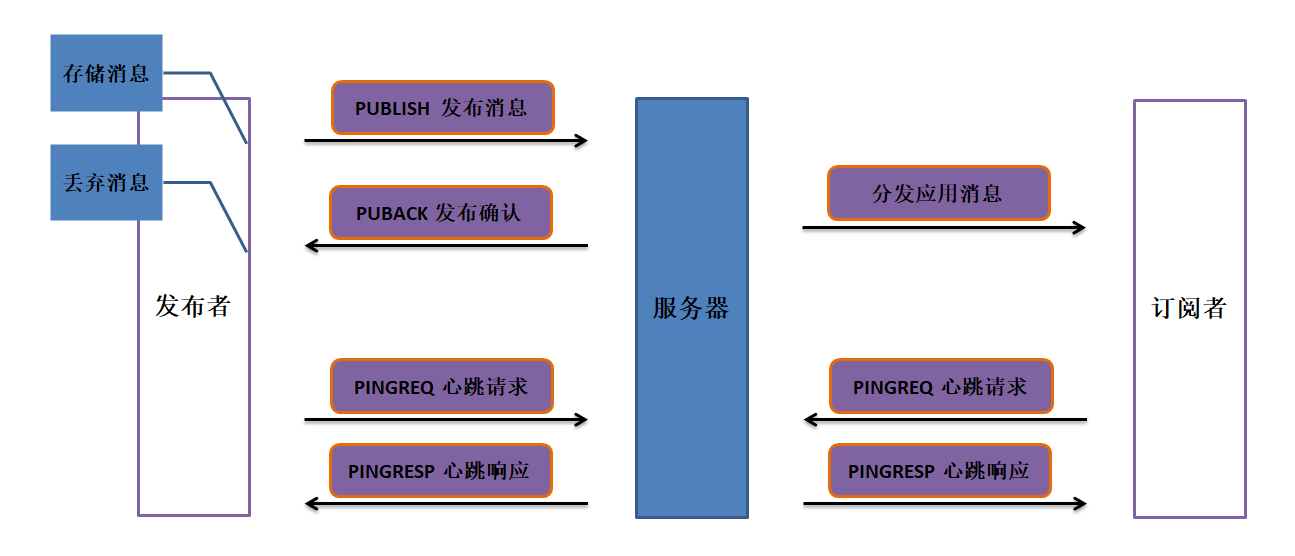 存储消息
PUBLISH 发布消息
丢弃消息
PUBACK 发布确认
分发应用消息
发布者
服务器
订阅者
PINGREQ 心跳请求
PINGREQ 心跳请求
PINGRESP 心跳响应
PINGRESP 心跳响应